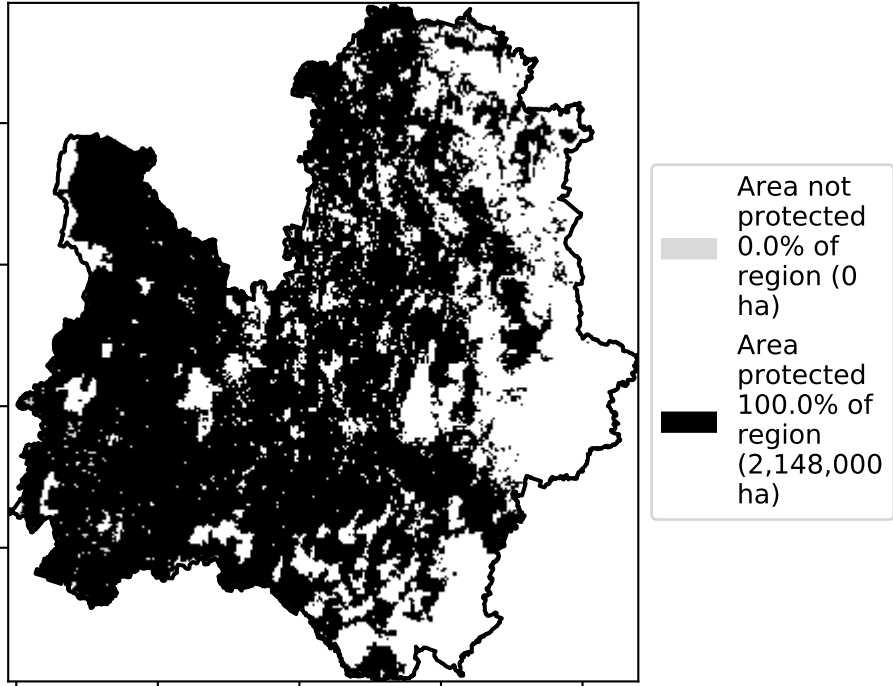 Area not
protected
0.0% of
region (0
ha)
Area
protected
100.0% of
region
(2,148,000
ha)